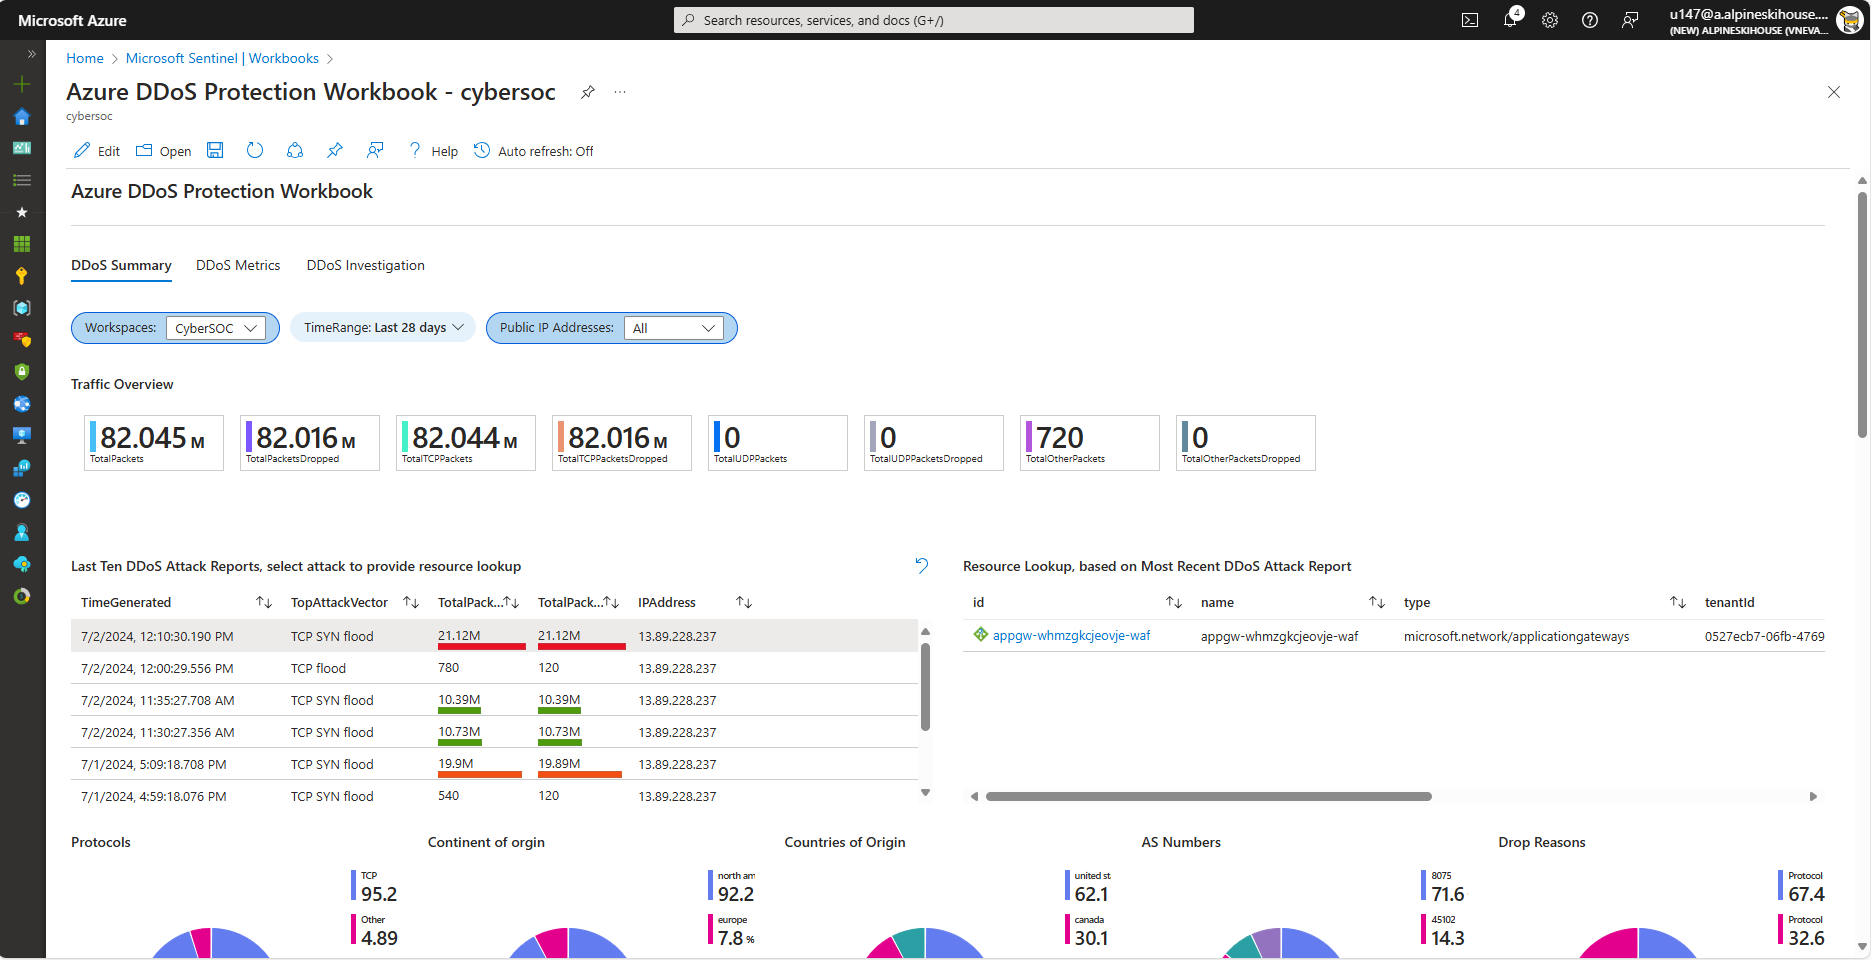 Microsoft Azure
Search resources, services, and docs (G+/)
4
u147@a.alpineskihouse....
(NEW) ALPINESKIHOUSE (VNEVA...
Home > Microsoft Sentinel | Workbooks >
Azure DDoS Protection Workbook - cybersoc
cybersoc
Edit Open Help Auto refresh: Off
Azure DDoS Protection Workbook
DDoS Summary DDoS Metrics DDoS Investigation
Workspaces: CyberSOC TimeRange: Last 28 days Public IP Addresses: All
Traffic Overview
82.045 M
TotalPackets
82.016 M
TotalPacketsDropped
82.044 M
TotalTCPPackets
82.016 M
TotalTCPPacketsDropped
0
TotalUDPPackets
0
TotalUDPPacketsDropped
720
TotalOtherPackets
0
TotalOtherPacketsDropped
Last Ten DDoS Attack Reports, select attack to provide resource lookup
TimeGenerated TopAttackVector TotalPack... TotalPack... IPAddress
7/2/2024, 12:10:30.190 PM TCP SYN flood 21.12M 21.12M 13.89.228.237
7/2/2024, 12:00:29.556 PM TCP flood 780 120 13.89.228.237
7/2/2024, 11:35:27.708 AM TCP SYN flood 10.39M 10.39M 13.89.228.237
7/2/2024, 11:30:27.356 AM TCP SYN flood 10.73M 10.73M 13.89.228.237
7/1/2024, 5:09:18.708 PM TCP SYN flood 19.9M 19.89M 13.89.228.237
7/1/2024, 4:59:18.076 PM TCP SYN flood 540 120 13.89.228.237
Resource Lookup, based on Most Recent DDoS Attack Report
id name type tenantId
appgw-whmzgkcjeovje-waf appgw-whmzgkcjeovje-waf microsoft.network/applicationgateways 0527ecb7-06fb-4769
Protocols
TCP
95.2
Other
4.89
Continent of orgin
north am
92.2
europe
7.8 %
Countries of Origin
united st
62.1
canada
30.1
AS Numbers
8075
71.6
45102
14.3
Drop Reasons
Protocol
67.4
Protocol
32.6